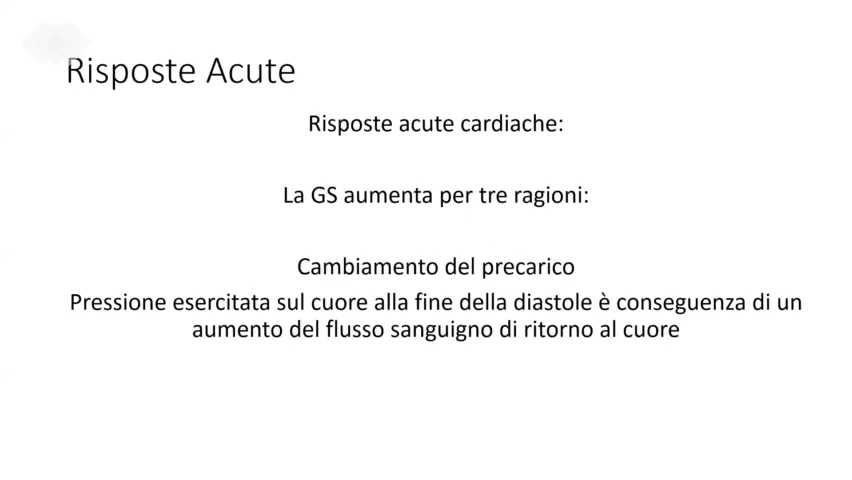 Risposte Acute
Risposte acute cardiache:
La GS aumenta per tre ragioni:
Cambiamento del precarico
Pressione esercitata sul cuore alla fine della diastole è conseguenza di un
aumento del flusso sanguigno di ritorno al cuore